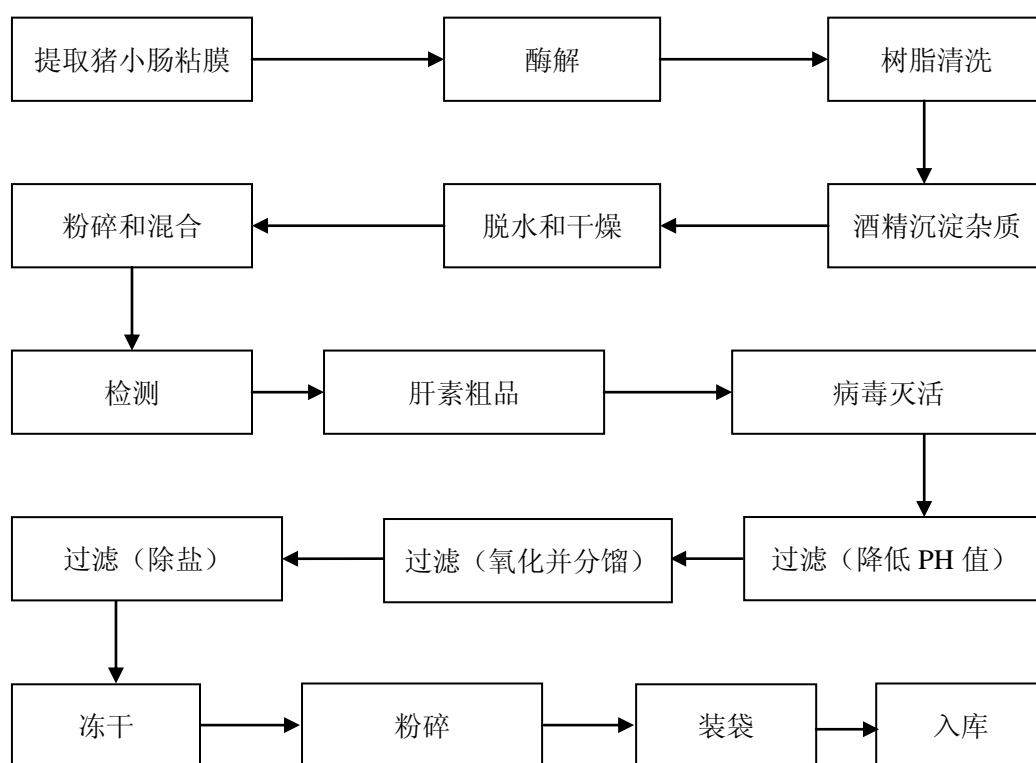 提取猪小肠粘膜
酶解
树脂清洗
粉碎和混合
脱水和干燥
酒精沉淀杂质
检测
肝素粗品
病毒灭活
过滤（除盐）
过滤（氧化并分馏）
过滤（降低 PH 值）
冻干
粉碎
装袋
入库